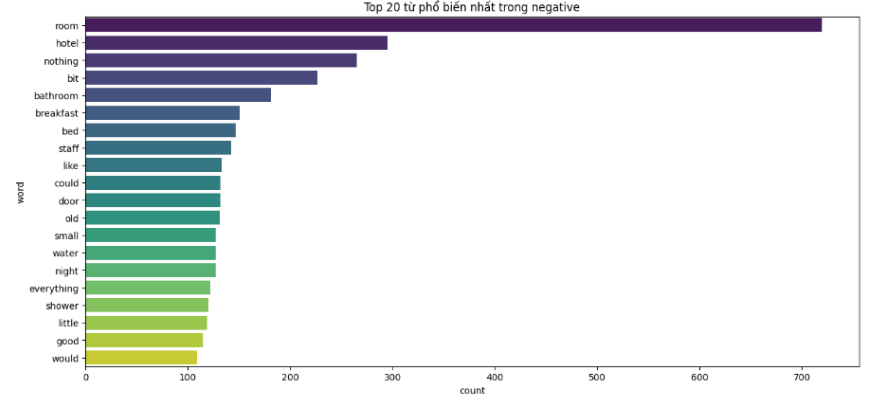 Top 20 từ phổ biến nhất trong negative
room
hotel
nothing
bit
bathroom
breakfast
bed
staff
like
could
door
old
small
water
night
everything
shower
little
good
would
word
0 100 200 300 400 500 600 700
count